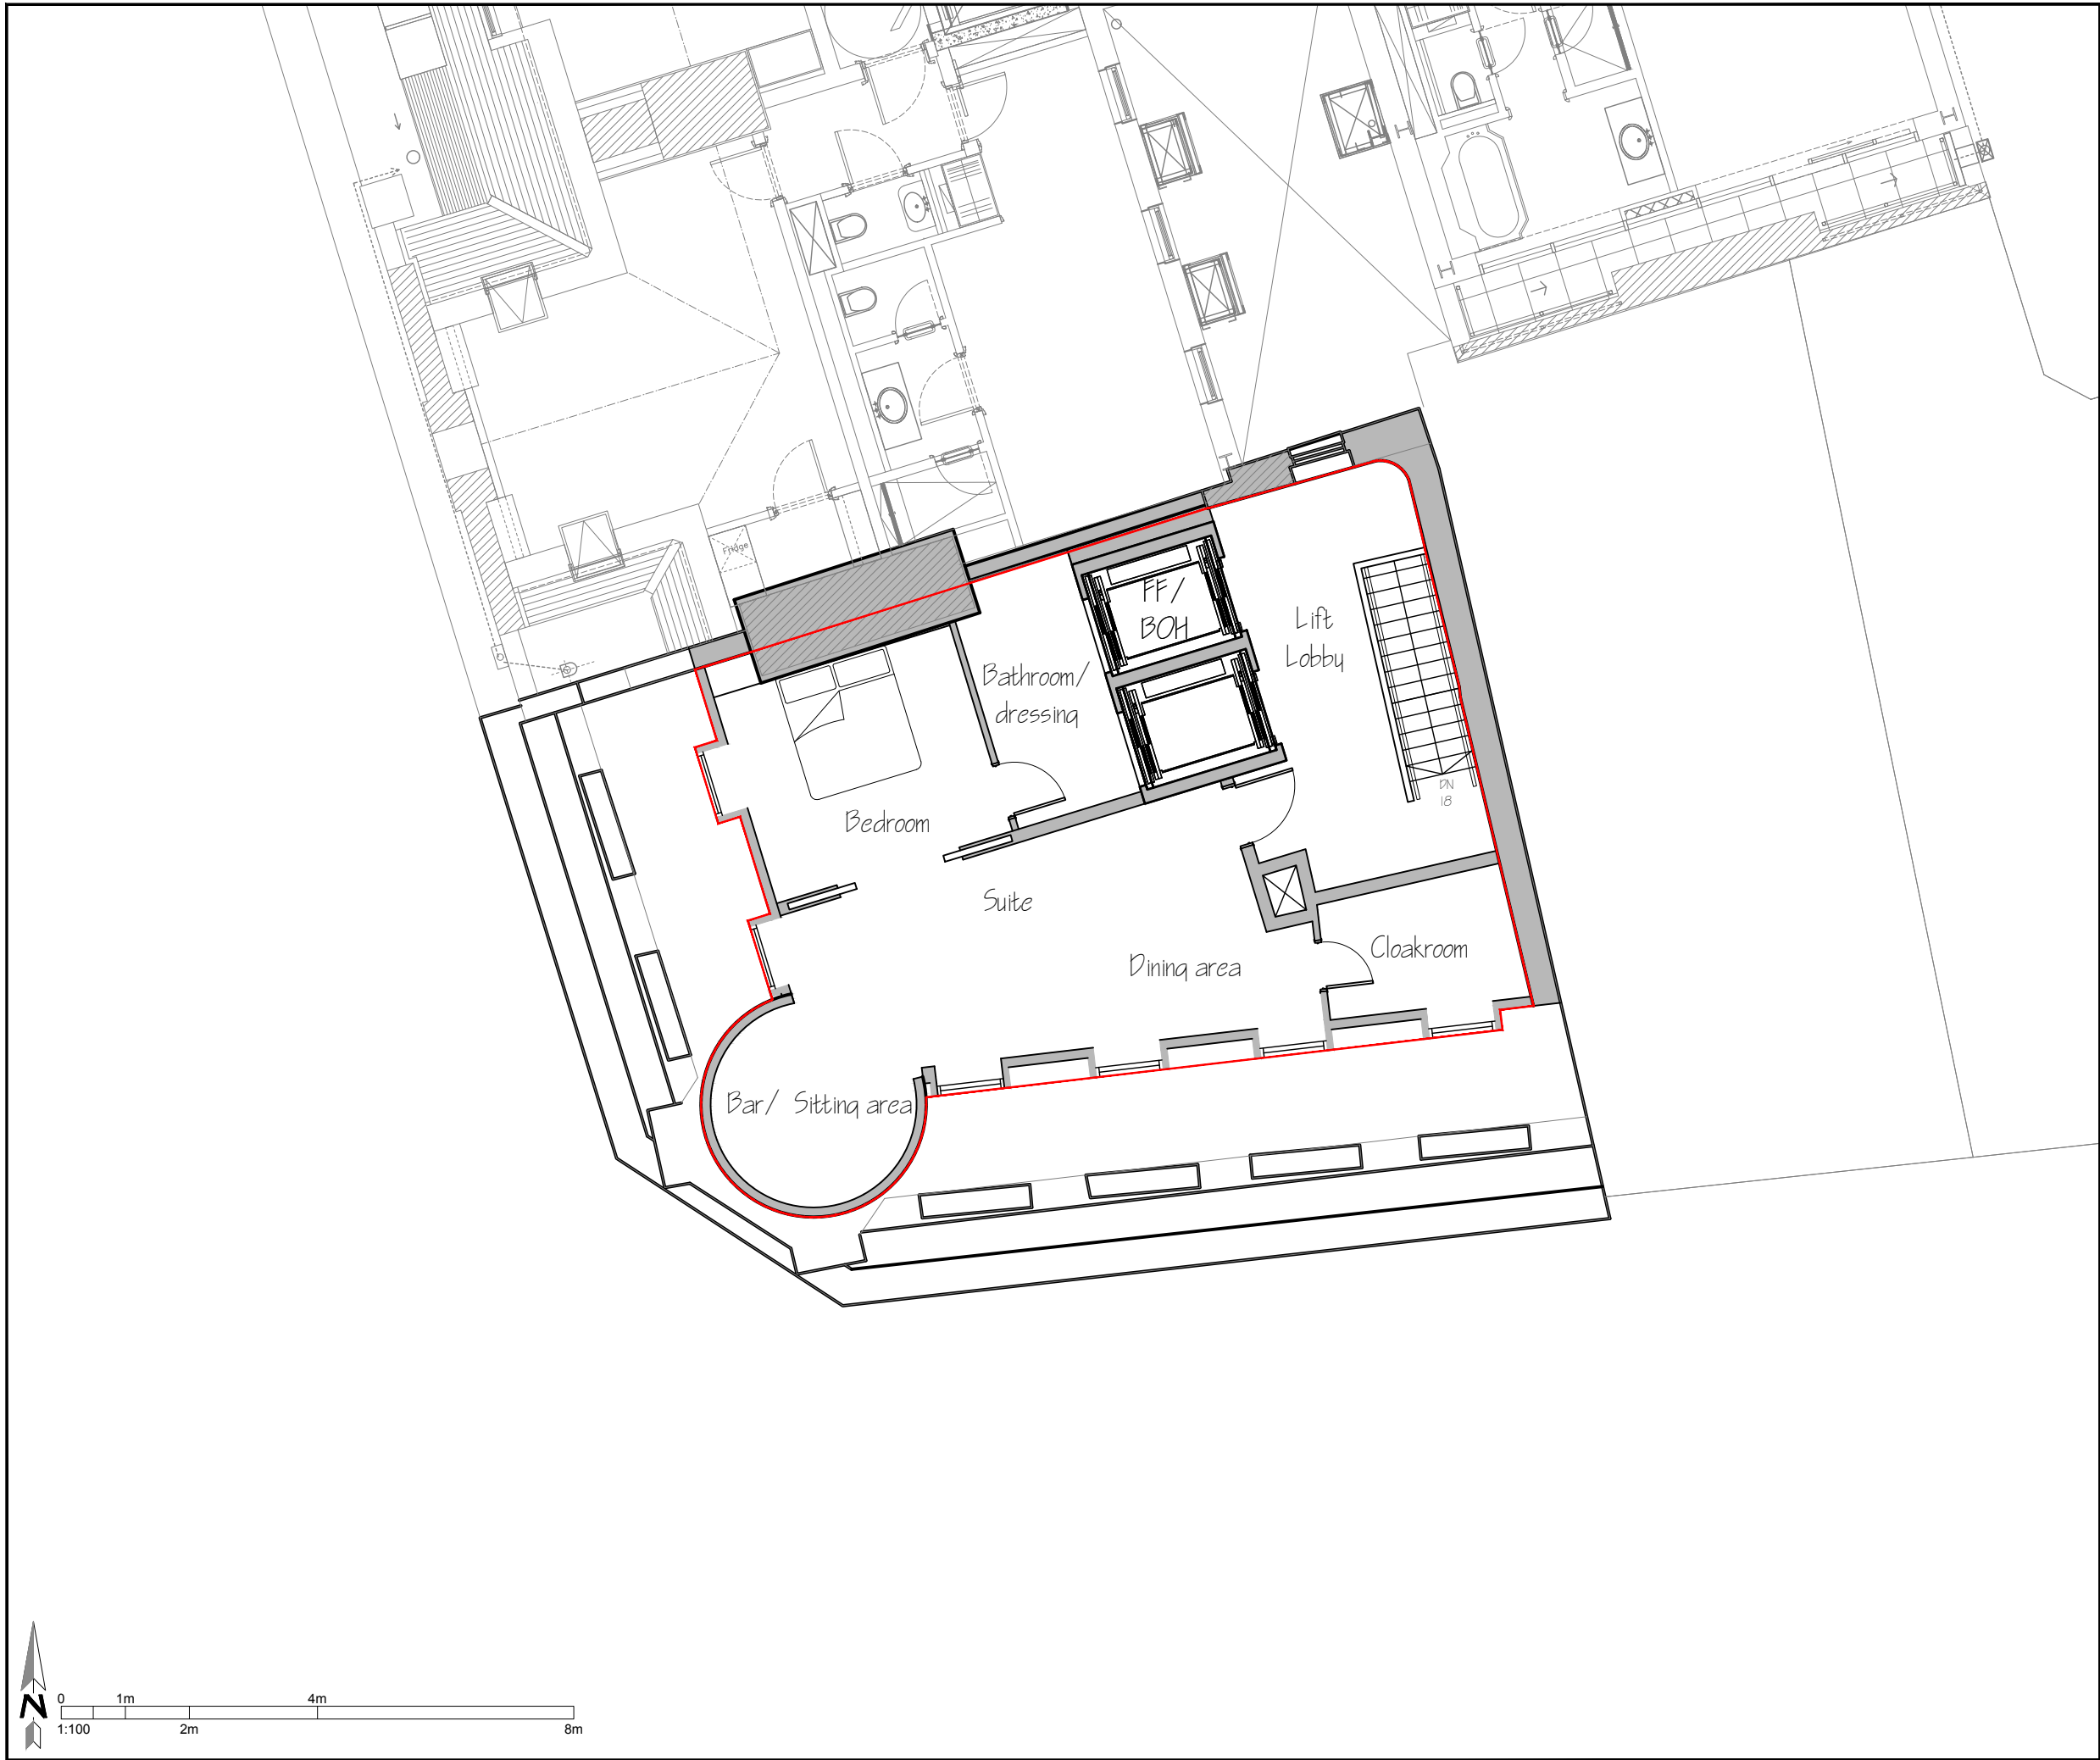 Fridge
FF/
BOH
Lift
Lobby
Bathroom/
dressing
DN
18
Bedroom
Suite
Cloakroom
Dining area
Bar/ Sitting area
N
0 1m 4m
1:100 2m 8m